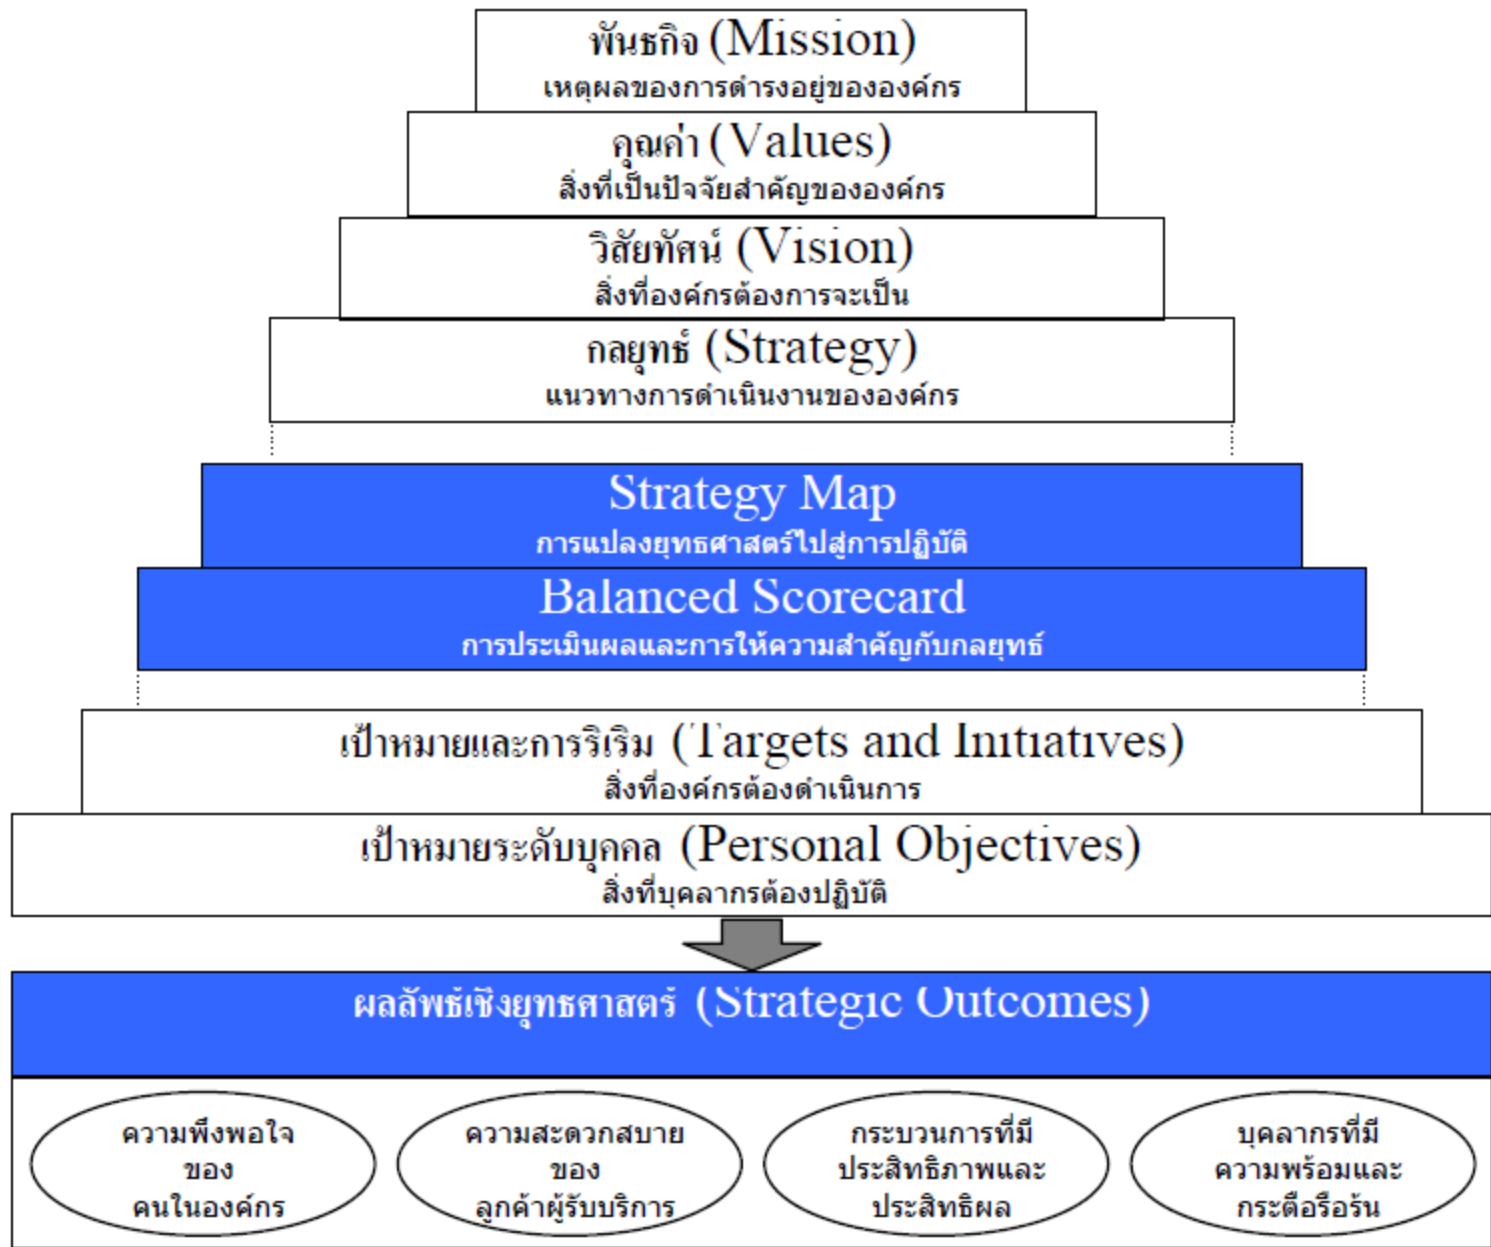 พันธกิจ (Mission)
เหตุผลของการดำรงอยู่ขององค์กร
คุณค่า (Values)
สิ่งที่เป็นปัจจัยสำคัญขององค์กร
วิสัยทัศน์ (Vision)
สิ่งที่องค์กรต้องการจะเป็น
กลยุทธ์ (Strategy)
แนวทางการดำเนินงานขององค์กร
Strategy Map
การแปลงยุทธศาสตร์ไปสู่การปฏิบัติ
Balanced Scorecard
การประเมินผลและการให้ความสำคัญกับกลยุทธ์
เป้าหมายและการริเริ่ม (Targets and Initiatives)
สิ่งที่องค์กรต้องดำเนินการ
เป้าหมายระดับบุคคล (Personal Objectives)
สิ่งที่บุคลากรต้องปฏิบัติ
ผลลัพธ์เชิงยุทธศาสตร์ (Strategic Outcomes)
ความพึงพอใจ
ของ
คนในองค์กร
ความสะดวกสบาย
ของ
ลูกค้าผู้รับบริการ
กระบวนการที่มี
ประสิทธิภาพและ
ประสิทธิผล
บุคลากรที่มี
ความพร้อมและ
กระตือรือร้น